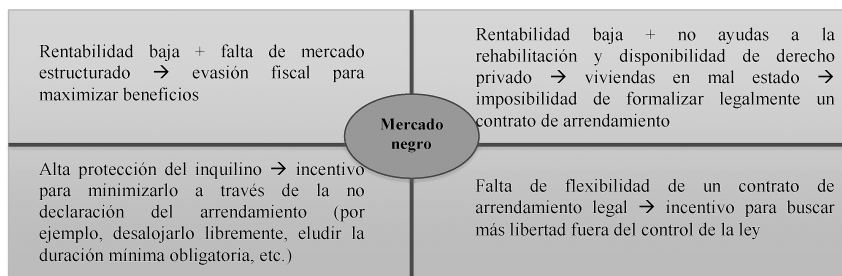 Rentabilidad baja + falta de mercado
estructurado → evasión fiscal para
maximizar beneficios
Rentabilidad baja + no ayudas a la
rehabilitación y disponibilidad de derecho
privado → viviendas en mal estado →
imposibilidad de formalizar legalmente un
contrato de arrendamiento
Mercado
negro
Alta protección del inquilino → incentivo
para minimizarlo a través de la no
declaración del arrendamiento (por
ejemplo, desalojarlo libremente, eludir la
duración mínima obligatoria, etc.)
Falta de flexibilidad de un contrato de
arrendamiento legal → incentivo para buscar
más libertad fuera del control de la ley